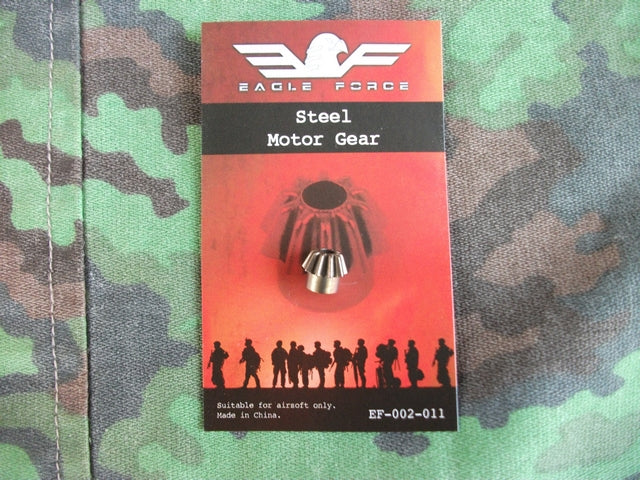 EAGLE FORCE
Steel
Motor Gear
Suitable for airsoft only.
Made in China.
EF-002-011